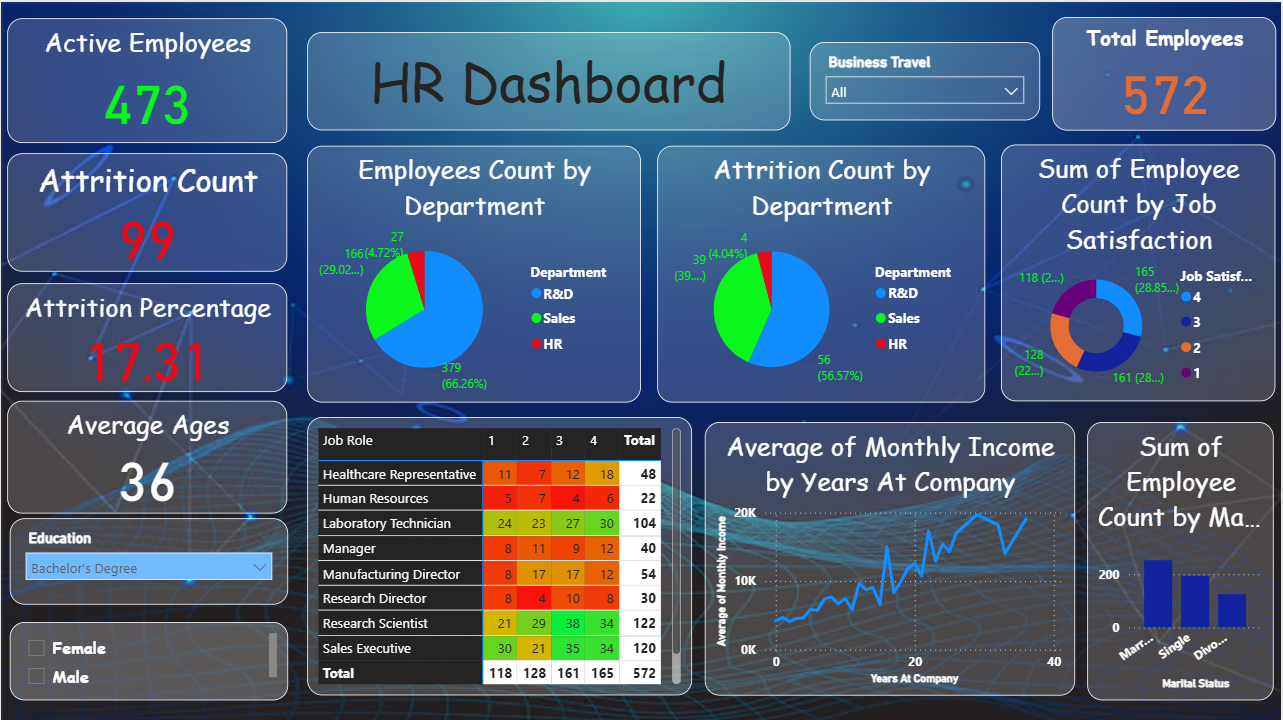 Active Employees
473
HR Dashboard
Business Travel
All
Total Employees
572
Attrition Count
99
Attrition Percentage
17.31
Average Ages
36
Education
Bachelor's Degree
Female
Male
Employees Count by
Department
27
(4.72%)
166
(29.02...)
379
(66.26%)
Department
R&D
Sales
HR
Attrition Count by
Department
4
(4.04%)
39
(39....)
56
(56.57%)
Department
R&D
Sales
HR
Sum of Employee
Count by Job
Satisfaction
118 (2...)
165
(28.85...)
128
(22...)
161 (28...)
Job Satisf...
4
3
2
1
Job Role 1 2 3 4 Total
Healthcare Representative 11 7 12 18 48
Human Resources 5 7 4 6 22
Laboratory Technician 24 23 27 30 104
Manager 8 11 9 12 40
Manufacturing Director 8 17 17 12 54
Research Director 8 4 10 8 30
Research Scientist 21 29 38 34 122
Sales Executive 30 21 35 34 120
Total 118 128 161 165 572
Average of Monthly Income
by Years At Company
Average of Monthly Income
20K
10K
0K
0 20 40
Years At Company
Sum of
Employee
Count by Ma...
200
0
Marr... Single Divo...
Marital Status